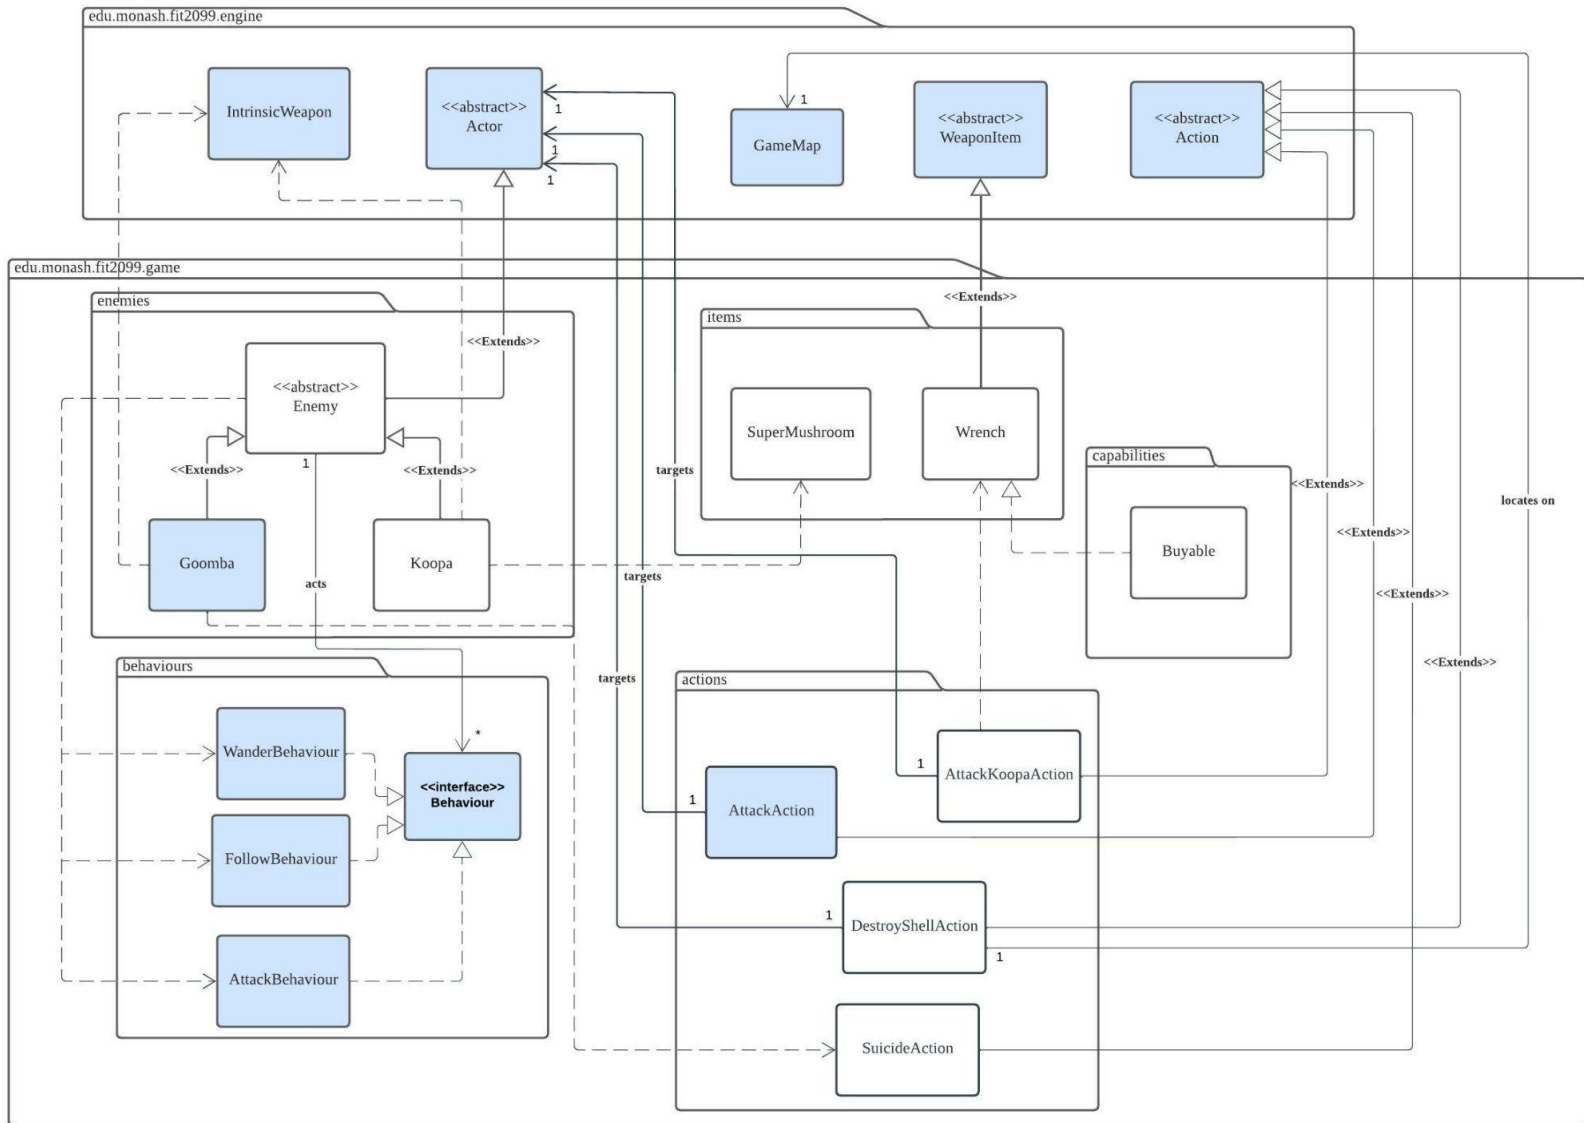 edu.monash.fit2099.engine
IntrinsicWeapon
<<abstract>>
Actor
1
1
1
GameMap
1
<<abstract>>
WeaponItem
<<abstract>>
Action
edu.monash.fit2099.game
enemies
<<abstract>>
Enemy
1
<<Extends>>
<<Extends>>
<<Extends>>
Goomba
Koopa
acts
items
<<Extends>>
SuperMushroom
Wrench
capabilities
Buyable
<<Extends>>
<<Extends>>
<<Extends>>
<<Extends>>
locates on
targets
targets
targets
behaviours
WanderBehaviour
FollowBehaviour
AttackBehaviour
*
<<interface>>
Behaviour
actions
1
AttackKoopaAction
1
AttackAction
1
DestroyShellAction
1
SuicideAction